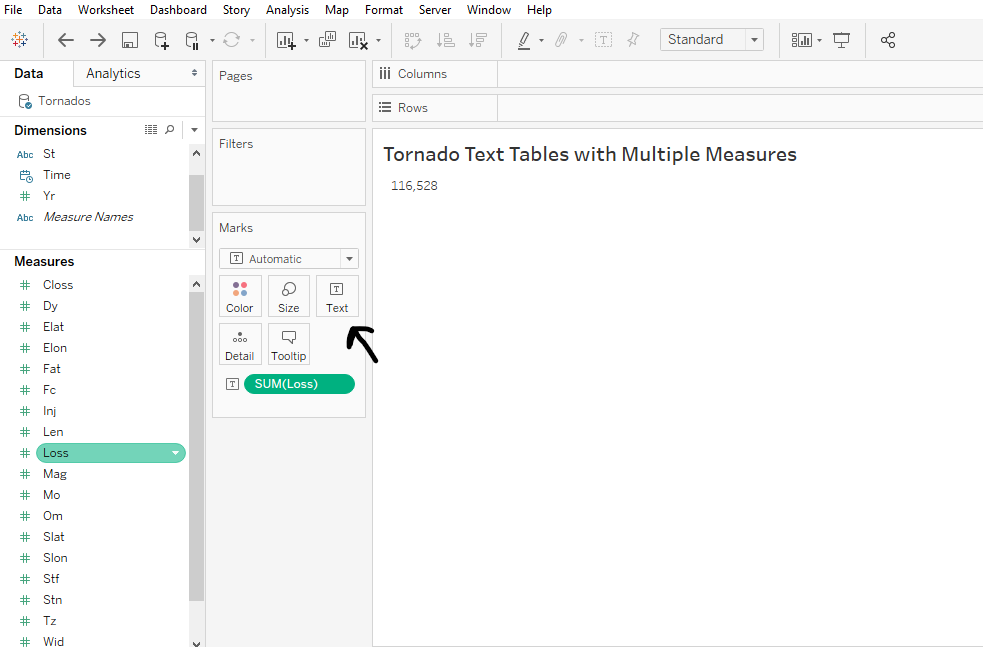 File Data Worksheet Dashboard Story Analysis Map Format Server Window Help
Standard
Data Analytics
Tornados
Dimensions
Abc St
Time
Yr
Abc Measure Names
Measures
Closs
Dy
Elat
Elon
Fat
Fc
Inj
Len
Loss
Mag
Mo
Om
Slat
Slon
Stf
Stn
Tz
Wid
Pages
Filters
Marks
T Automatic
Color Size Text
Detail Tooltip
T SUM(Loss)
Columns
Rows
Tornado Text Tables with Multiple Measures
116,528